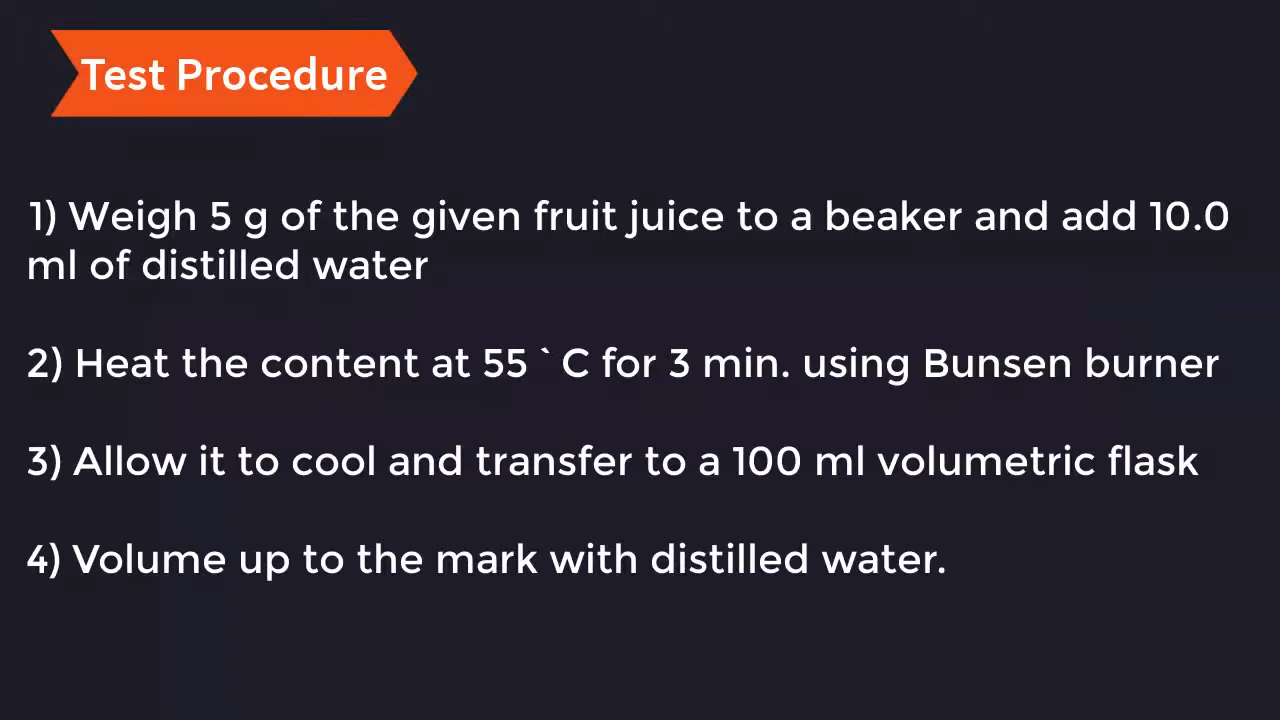 Test Procedure
1) Weigh 5 g of the given fruit juice to a beaker and add 10.0
ml of distilled water
2) Heat the content at 55 ` C for 3 min. using Bunsen burner
3) Allow it to cool and transfer to a 100 ml volumetric flask
4) Volume up to the mark with distilled water.